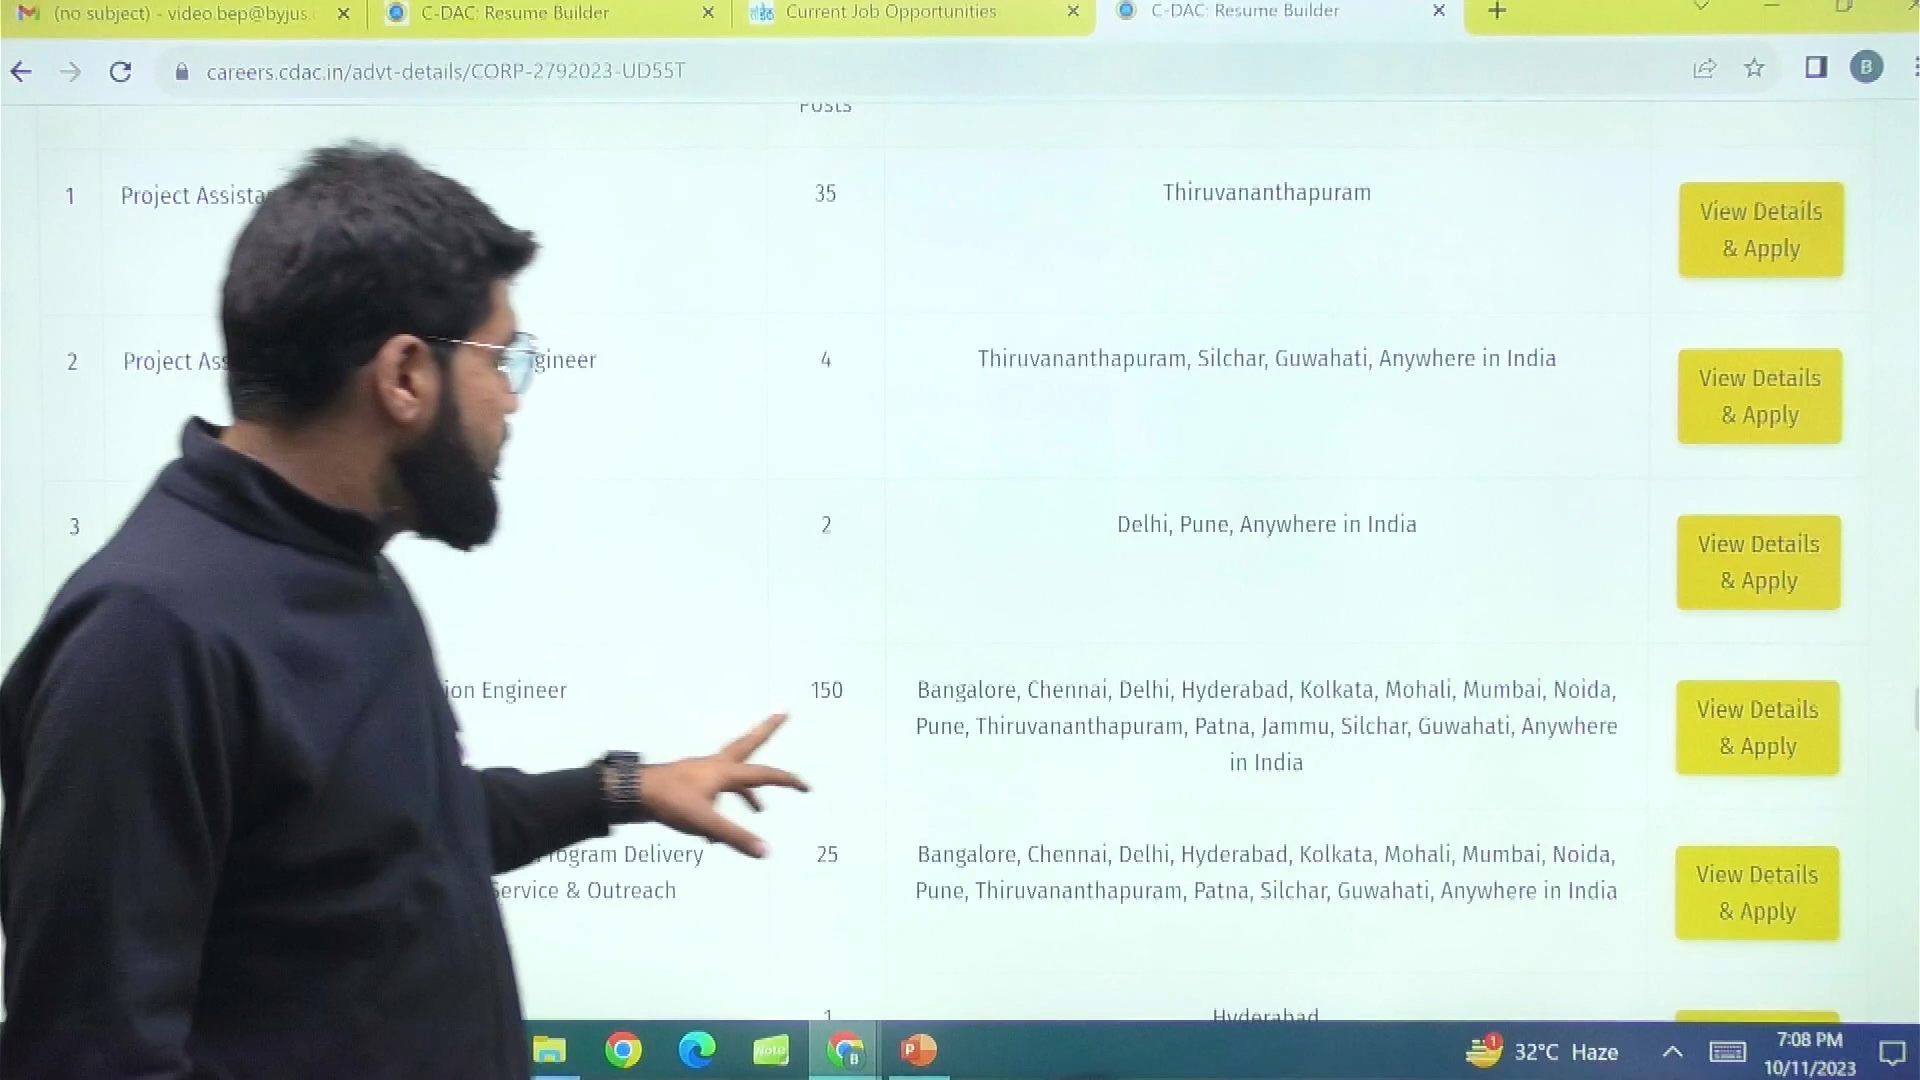 (no subject) - video.bep@byjus.
C-DAC: Resume Builder
Current Job Opportunities
C-DAC: Resume Builder
careers.cdac.in/advt-details/CORP-2792023-UD55T
B
Posts
1 Project Assista 35 Thiruvananthapuram View Details
& Apply
2 Project Ass gineer 4 Thiruvananthapuram, Silchar, Guwahati, Anywhere in India View Details
& Apply
3 2 Delhi, Pune, Anywhere in India View Details
& Apply
ion Engineer 150 Bangalore, Chennai, Delhi, Hyderabad, Kolkata, Mohali, Mumbai, Noida, View Details
Pune, Thiruvananthapuram, Patna, Jammu, Silchar, Guwahati, Anywhere & Apply
in India
rogram Delivery 25 Bangalore, Chennai, Delhi, Hyderabad, Kolkata, Mohali, Mumbai, Noida, View Details
Service & Outreach Pune, Thiruvananthapuram, Patna, Silchar, Guwahati, Anywhere in India & Apply
1 Hyderabad
Note B P 1 32°C Haze 7:08 PM
10/11/2023